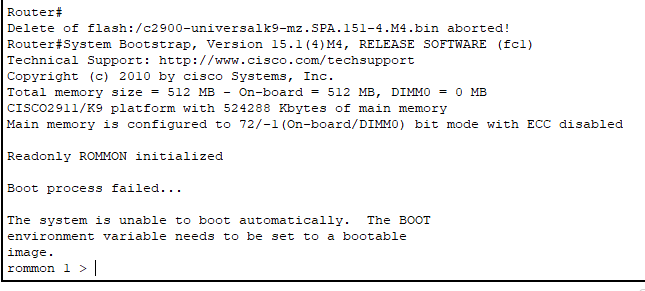 Router#
Delete of flash:/c2900-universalk9-mz.SPA.151-4.M4.bin aborted!
Router#System Bootstrap, Version 15.1(4)M4, RELEASE SOFTWARE (fc1)
Technical Support: http://www.cisco.com/techsupport
Copyright (c) 2010 by cisco Systems, Inc.
Total memory size = 512 MB - On-board = 512 MB, DIMM0 = 0 MB
CISCO2911/K9 platform with 524288 Kbytes of main memory
Main memory is configured to 72/-1(On-board/DIMM0) bit mode with ECC disabled
Readonly ROMMON initialized
Boot process failed...
The system is unable to boot automatically.  The BOOT
environment variable needs to be set to a bootable
image.
rommon 1 >